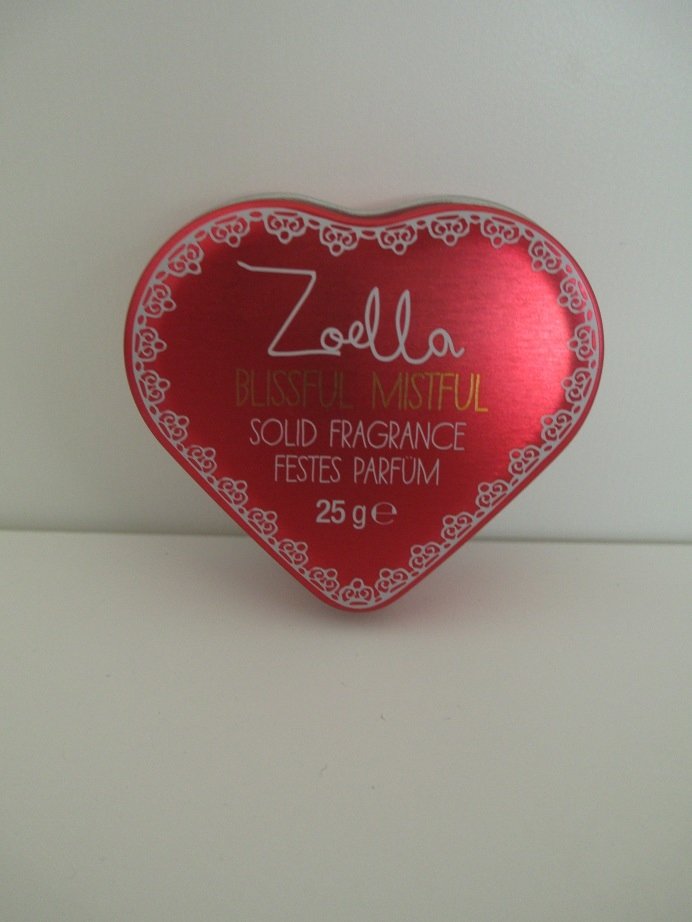 Zoella
BLISSFUL MISTFUL
SOLID FRAGRANCE
FESTES PARFÜM
25 g ℮